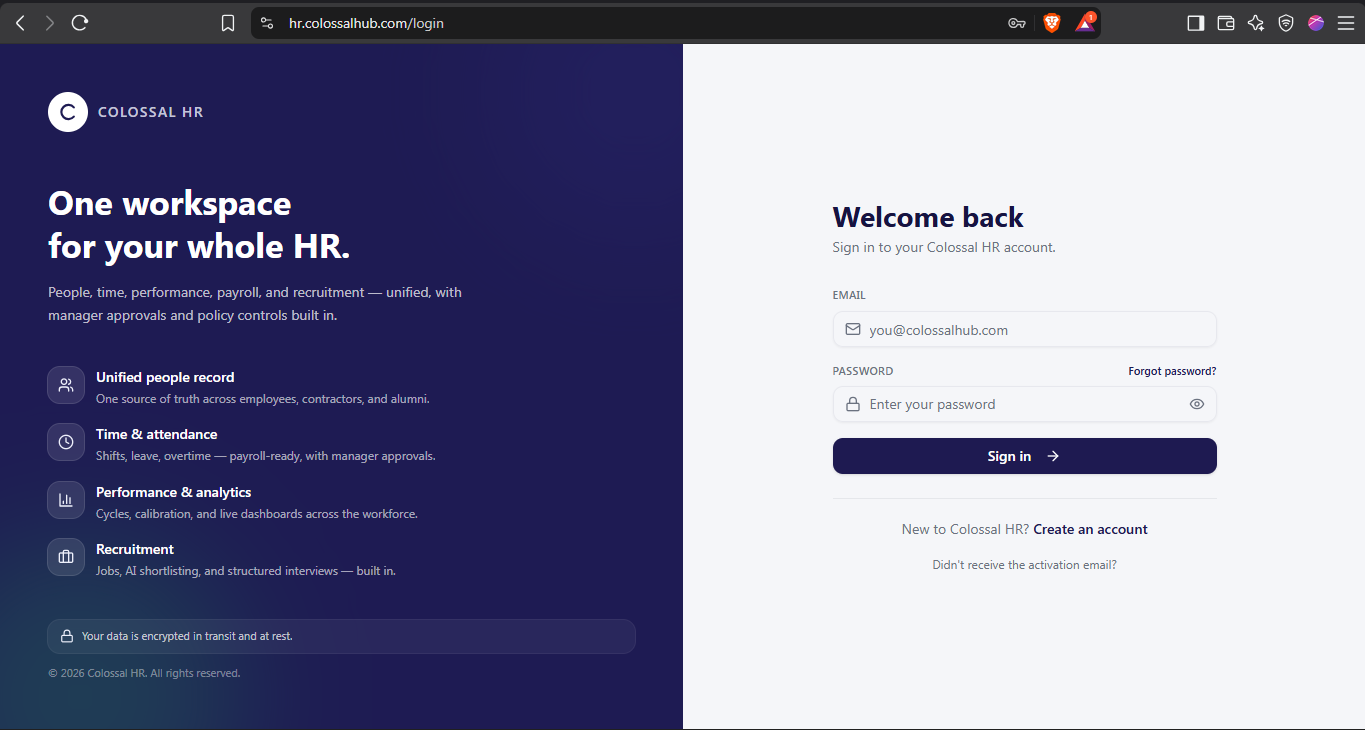 hr.colossalhub.com/login
1
C
COLOSSAL HR
One workspace
for your whole HR.
People, time, performance, payroll, and recruitment — unified, with
manager approvals and policy controls built in.
Unified people record
One source of truth across employees, contractors, and alumni.
Time & attendance
Shifts, leave, overtime — payroll-ready, with manager approvals.
Performance & analytics
Cycles, calibration, and live dashboards across the workforce.
Recruitment
Jobs, AI shortlisting, and structured interviews — built in.
Your data is encrypted in transit and at rest.
© 2026 Colossal HR. All rights reserved.
Welcome back
Sign in to your Colossal HR account.
EMAIL
you@colossalhub.com
PASSWORD Forgot password?
Enter your password
Sign in →
New to Colossal HR? Create an account
Didn't receive the activation email?